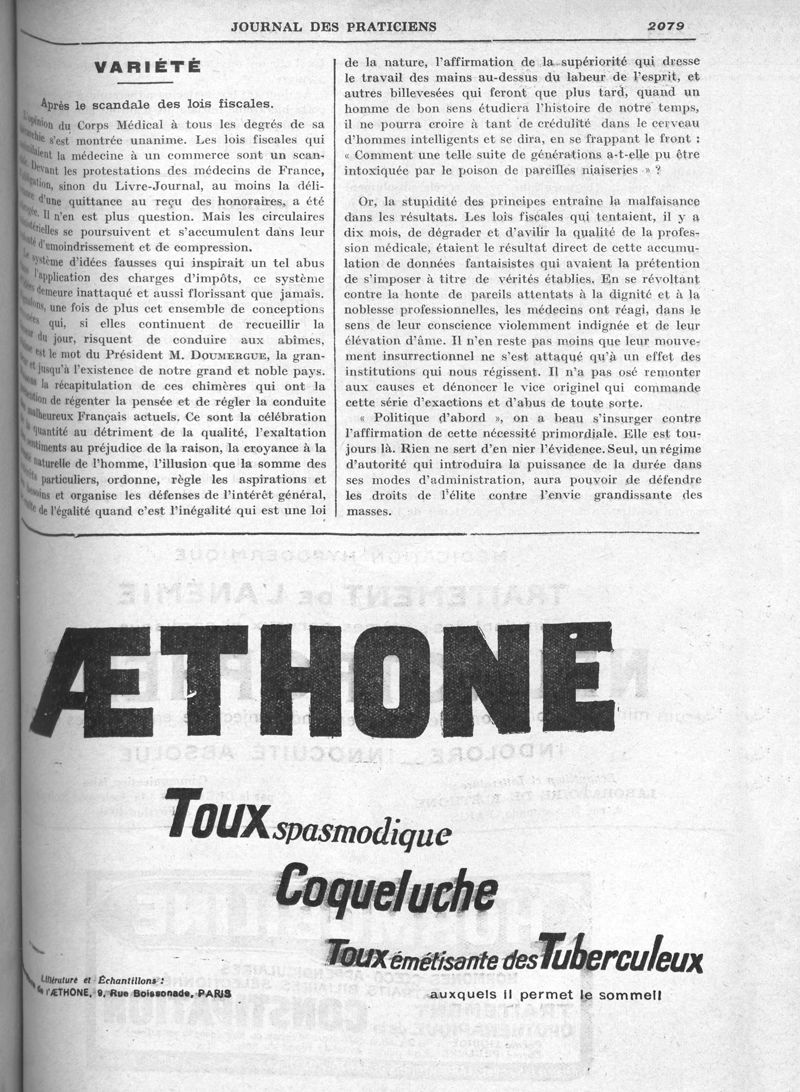 JOURNAL DES PRATICIENS
2079
VARIÉTÉ
Après le scandale des lois fiscales.
L'opinion du Corps Médical à tous les degrés de sa
s'est montrée unanime. Les lois fiscales qui
la médecine à un commerce sont un scan-
Devant les protestations des médecins de France,
sinon du Livre-Journal, au moins la déli-
d'une quittance au reçu des honoraires, a été
Il n'en est plus question. Mais les circulaires
se poursuivent et s'accumulent dans leur
d'amoindrissement et de compression.
Le système d'idées fausses qui inspirait un tel abus
l'application des charges d'impôts, ce système
demeure inattaqué et aussi florissant que jamais.
une fois de plus cet ensemble de conceptions
qui, si elles continuent de recueillir la
du jour, risquent de conduire aux abîmes,
est le mot du Président M. DOUMERGUE, la gran-
jusqu'à l'existence de notre grand et noble pays.
la récapitulation de ces chimères qui ont la
de régenter la pensée et de régler la conduite
malheureux Français actuels. Ce sont la célébration
quantité au détriment de la qualité, l'exaltation
sentiments au préjudice de la raison, la croyance à la
naturelle de l'homme, l'illusion que la somme des
particuliers, ordonne, règle les aspirations et
besoins et organise les défenses de l'intérêt général,
de l'égalité quand c'est l'inégalité qui est une loi
de la nature, l'affirmation de la supériorité qui dresse
le travail des mains au-dessus du labeur de l'esprit, et
autres billevesées qui feront que plus tard, quand un
homme de bon sens étudiera l'histoire de notre temps,
il ne pourra croire à tant de crédulité dans le cerveau
d'hommes intelligents et se dira, en se frappant le front :
« Comment une telle suite de générations a-t-elle pu être
intoxiquée par le poison de pareilles niaiseries » ?
Or, la stupidité des principes entraîne la malfaisance
dans les résultats. Les lois fiscales qui tentaient, il y a
dix mois, de dégrader et d'avilir la qualité de la profes-
sion médicale, étaient le résultat direct de cette accumu-
lation de données fantaisistes qui avaient la prétention
de s'imposer à titre de vérités établies. En se révoltant
contre la honte de pareils attentats à la dignité et à la
noblesse professionnelles, les médecins ont réagi, dans le
sens de leur conscience violemment indignée et de leur
élévation d'âme. Il n'en reste pas moins que leur mouve-
ment insurrectionnel ne s'est attaqué qu'à un effet des
institutions qui nous régissent. Il n'a pas osé remonter
aux causes et dénoncer le vice originel qui commande
cette série d'exactions et d'abus de toute sorte.
« Politique d'abord », on a beau s'insurger contre
l'affirmation de cette nécessité primordiale. Elle est tou-
jours là. Rien ne sert d'en nier l'évidence. Seul, un régime
d'autorité qui introduira la puissance de la durée dans
ses modes d'administration, aura pouvoir de défendre
les droits de l'élite contre l'envie grandissante des
masses.
ÆTHONE
Toux spasmodique
Coqueluche
Toux émétisante des Tuberculeux
auxquels il permet le sommeil
Littérature et Échantillons :
l'ÆTHONE, 9, Rue Boissonade, PARIS